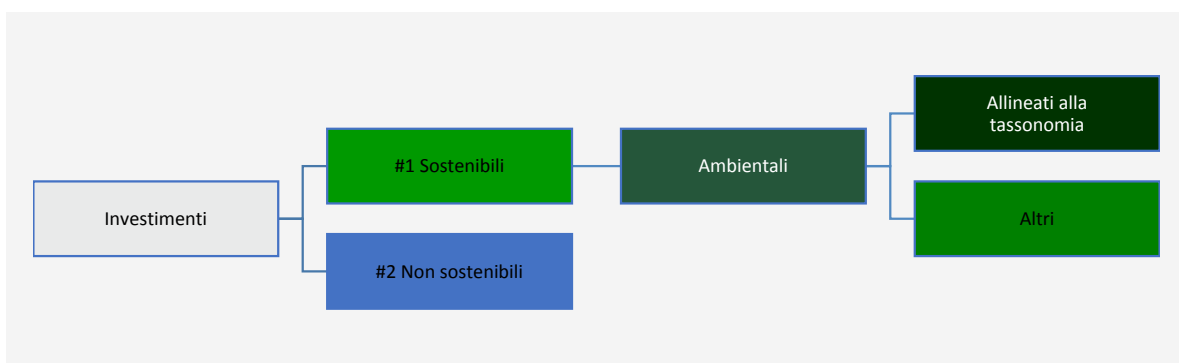 Investimenti
#1 Sostenibili
#2 Non sostenibili
Ambientali
Allineati alla
tassonomia
Altri